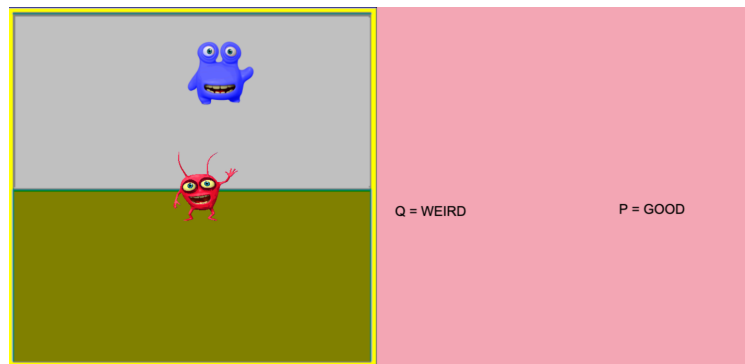 Q = WEIRD
P = GOOD